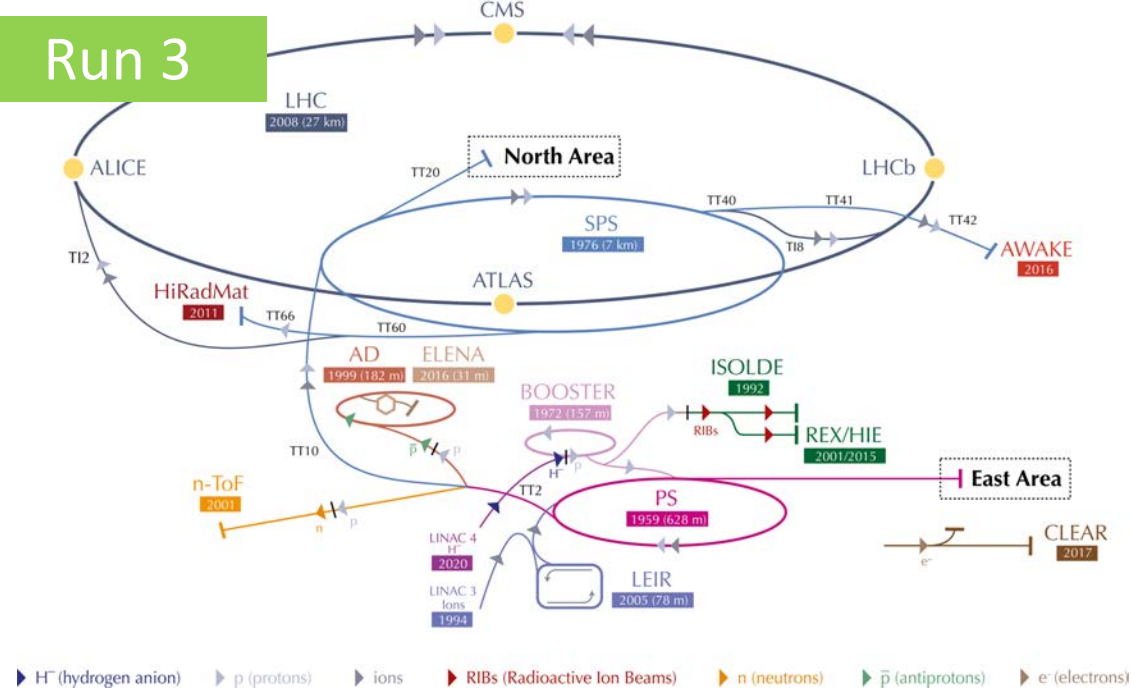 CMS
Run 3
LHC
2008 (27 km)
North Area
ALICE
LHCb
TT20
TT40
TT41
SPS
1976 (7 km)
TT42
TI8
TI2
AWAKE
2016
ATLAS
HiRadMat
2011
TT66
TT60
AD
1999 (182 m)
ELENA
2016 (31 m)
ISOLDE
1992
BOOSTER
1972 (157 m)
RIBs
REX/HIE
2001/2015
p̅
p
H⁻
p
TT10
East Area
n-ToF
2001
TT2
PS
1959 (628 m)
n
p
LINAC 4
H⁻
2020
CLEAR
2017
e⁻
LINAC 3
Ions
1994
LEIR
2005 (78 m)
H⁻ (hydrogen anion) p (protons) ions RIBs (Radioactive Ion Beams) n (neutrons) p̅ (antiprotons) e⁻ (electrons)